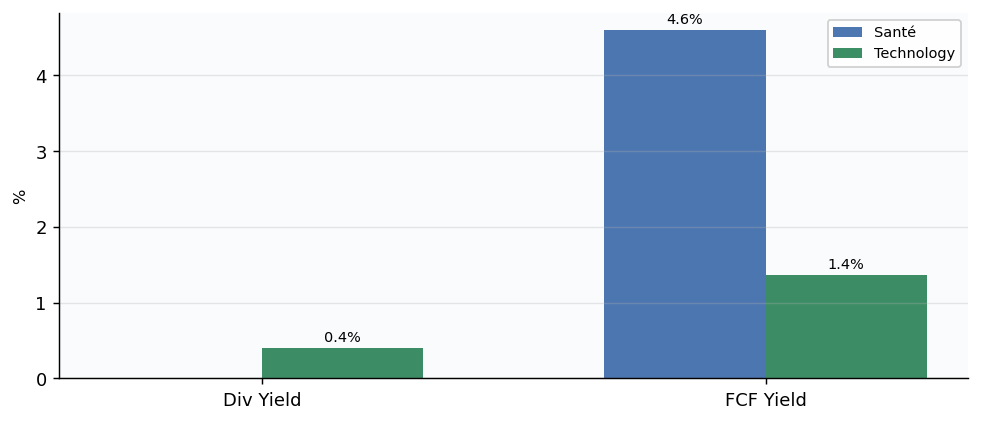 4.6%
Santé
Technology
4
3
%
2
1.4%
1
0.4%
0
Div Yield
FCF Yield